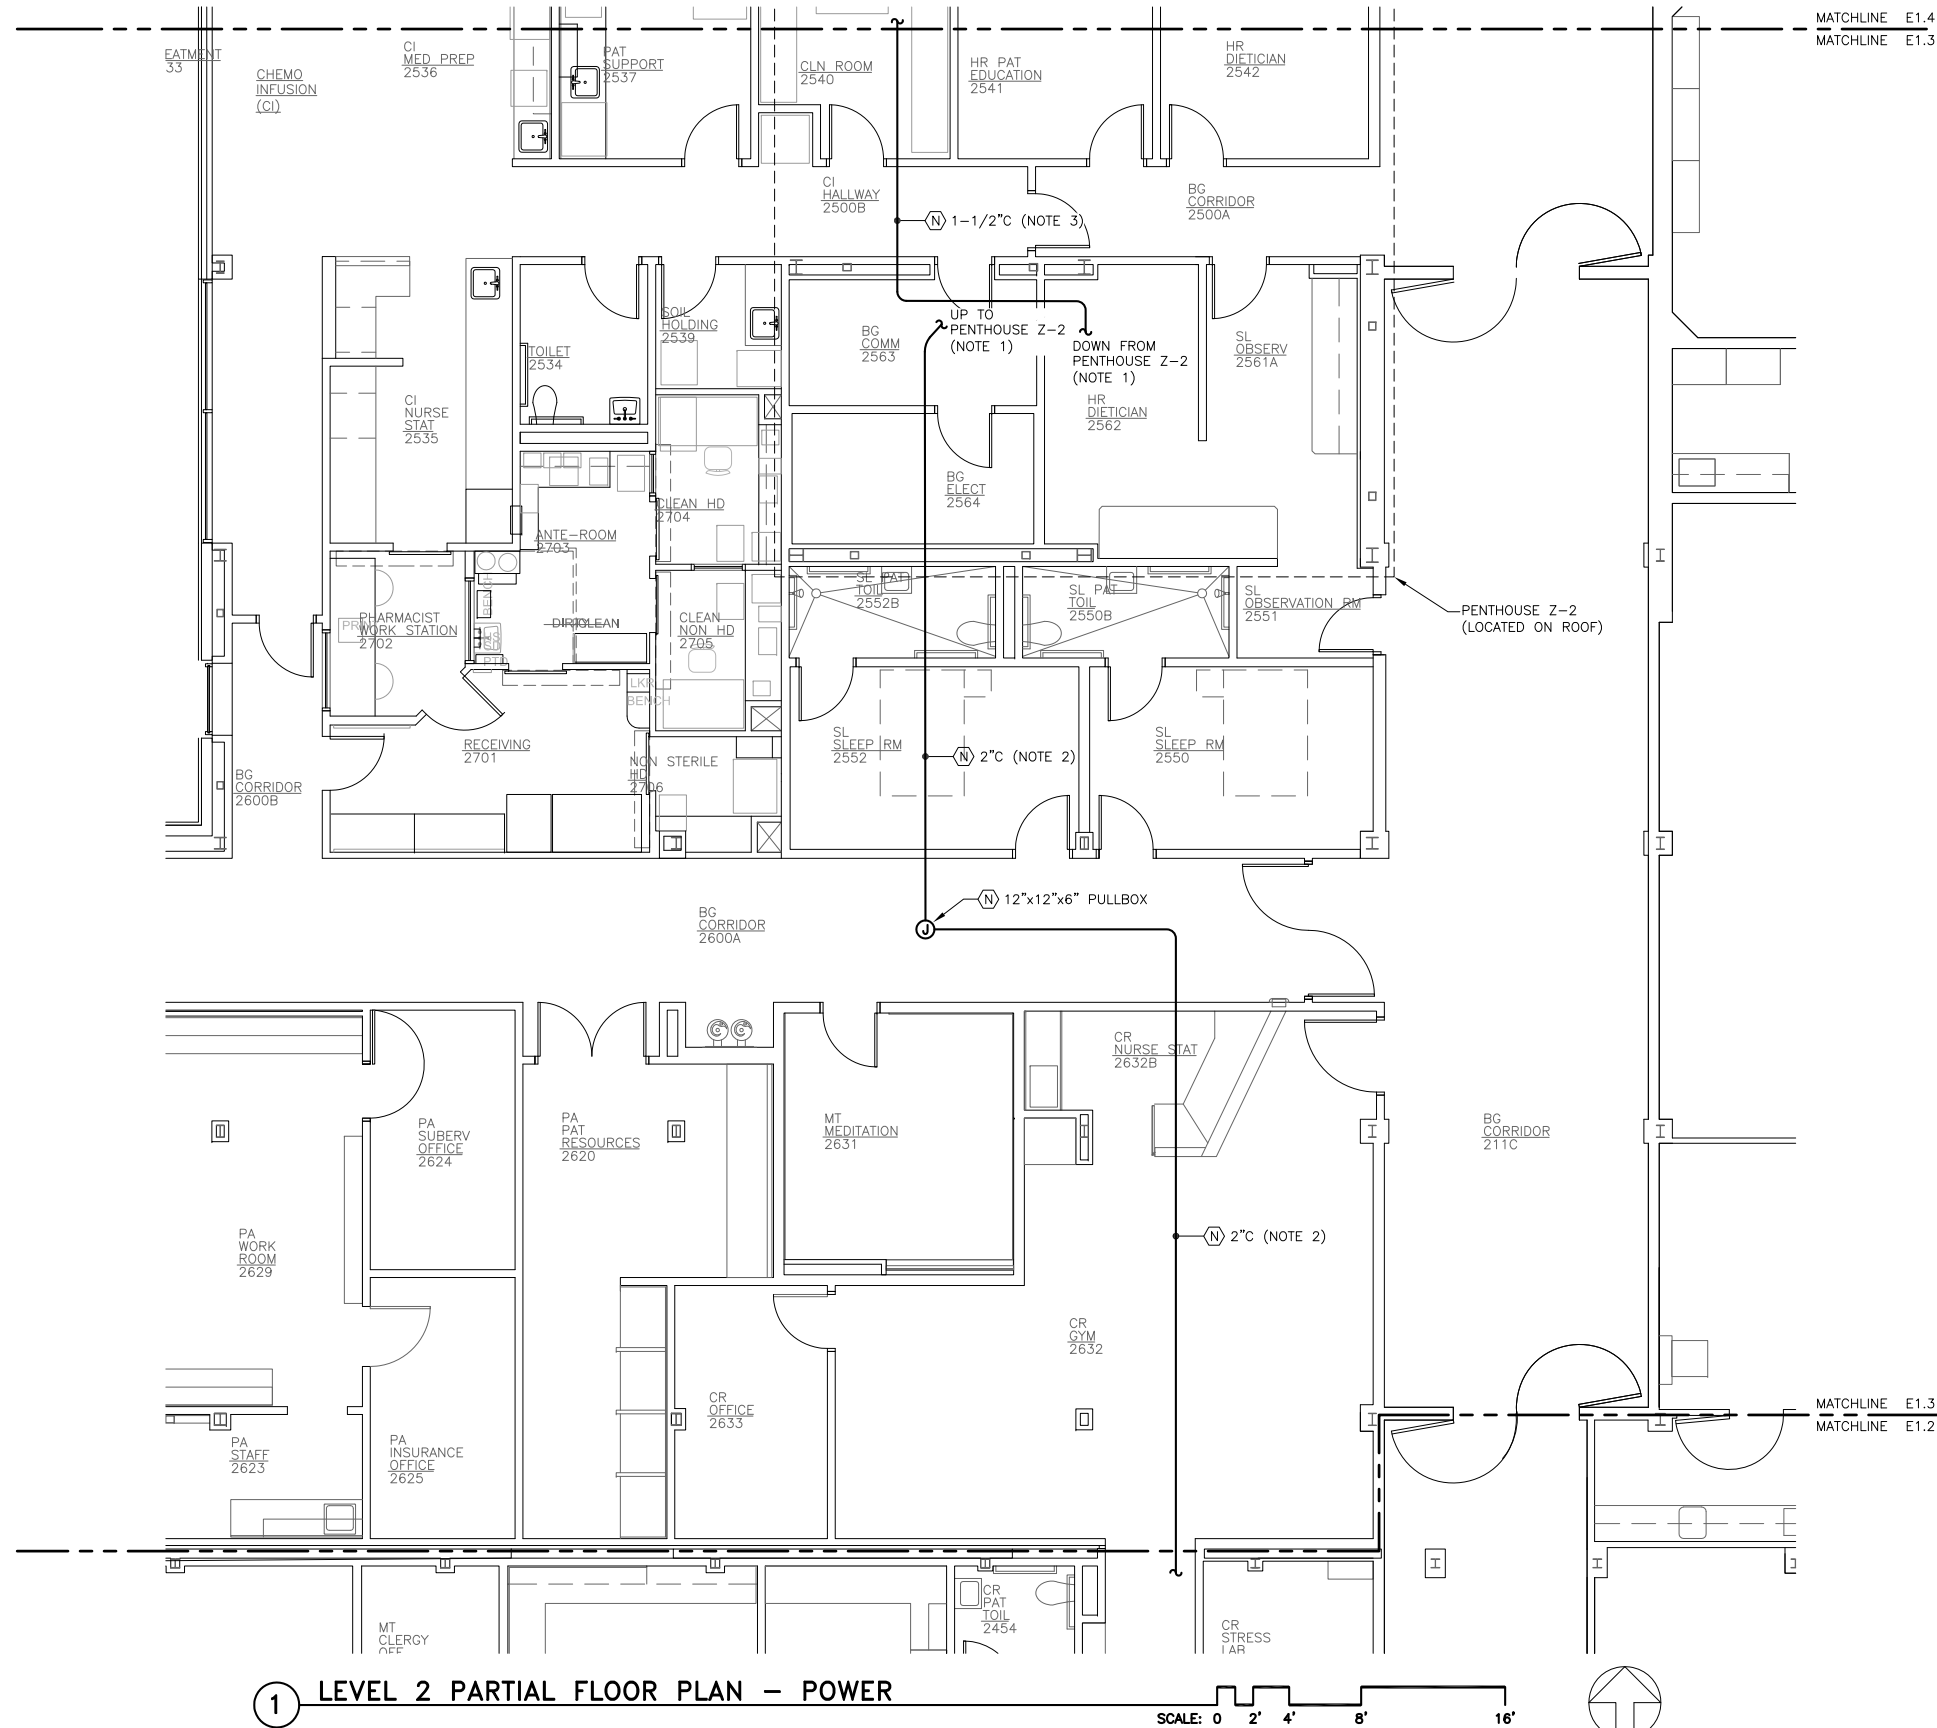 MATCHLINE E1.4
MATCHLINE E1.3
EATMENT
33
CHEMO
INFUSION
(CI)
CI
MED PREP
2536
PAT
SUPPORT
2537
CLN ROOM
2540
HR PAT
EDUCATION
2541
HR
DIETICIAN
2542
CI
HALLWAY
2500B
BG
CORRIDOR
2500A
N 1-1/2"C (NOTE 3)
SOIL
HOLDING
2539
TOILET
2534
BG
COMM
2563
UP TO
PENTHOUSE Z-2
(NOTE 1)
DOWN FROM
PENTHOUSE Z-2
(NOTE 1)
SL
OBSERV
2561A
CI
NURSE
STAT
2535
HR
DIETICIAN
2562
BG
ELECT
2564
CLEAN HD
2704
ANTE-ROOM
2703
BENCH
PHARMACIST
WORK STATION
2702
DIRTY
CLEAN
CLEAN
NON HD
2705
SL PAT
TOIL
2552B
SL PAT
TOIL
2550B
SL
OBSERVATION RM
2551
PENTHOUSE Z-2
(LOCATED ON ROOF)
LKR
BENCH
RECEIVING
2701
NON STERILE
HD
2706
SL
SLEEP RM
2552
N 2"C (NOTE 2)
SL
SLEEP RM
2550
BG
CORRIDOR
2600B
N 12"x12"x6" PULLBOX
J
BG
CORRIDOR
2600A
CR
NURSE STAT
2632B
PA
SUBERV
OFFICE
2624
PA
PAT
RESOURCES
2620
MT
MEDITATION
2631
BG
CORRIDOR
211C
PA
WORK
ROOM
2629
N 2"C (NOTE 2)
CR
GYM
2632
CR
OFFICE
2633
MATCHLINE E1.3
MATCHLINE E1.2
PA
STAFF
2623
PA
INSURANCE
OFFICE
2625
CR
PAT
TOIL
2454
MT
CLERGY
OFF
CR
STRESS
LAB
1 LEVEL 2 PARTIAL FLOOR PLAN - POWER
SCALE: 0 2' 4' 8' 16'